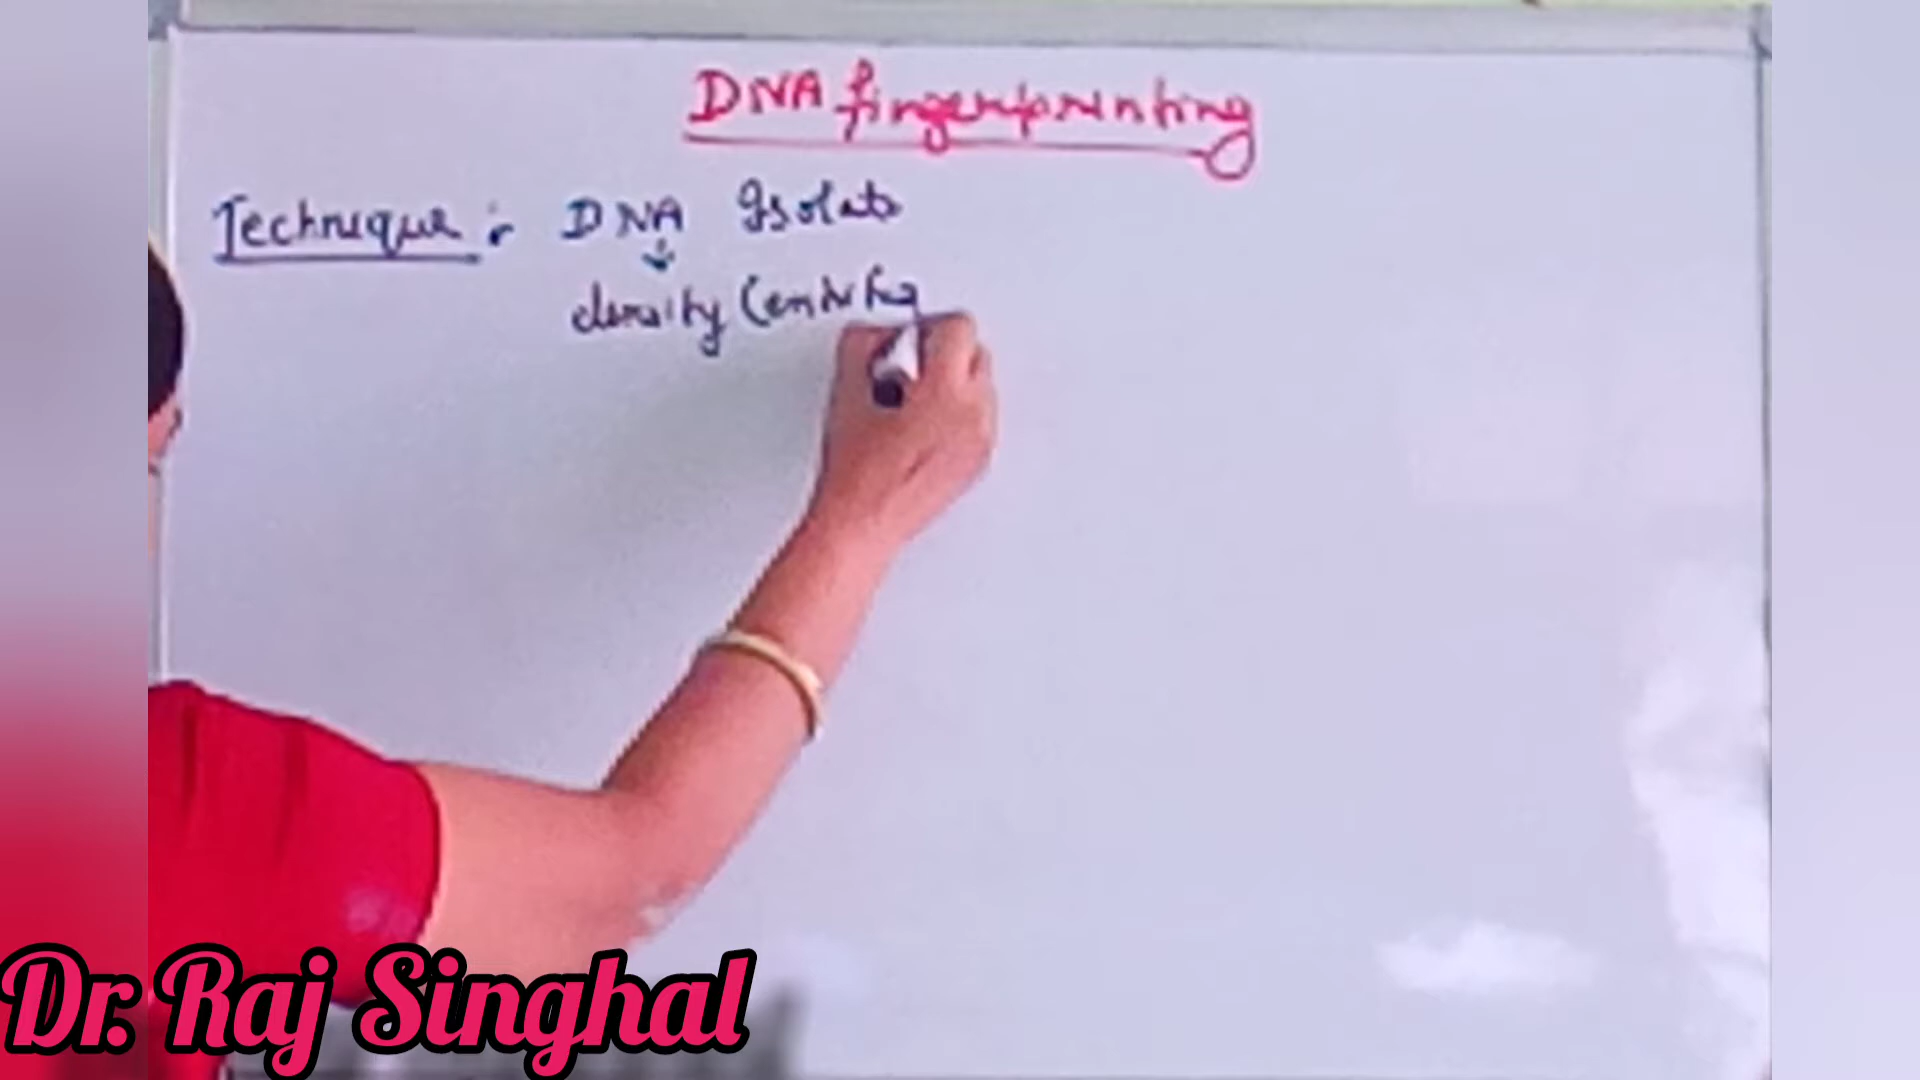 DNA fingerprinting
Technique :- DNA Isolate
↓
density Centrifug
Dr. Raj Singhal